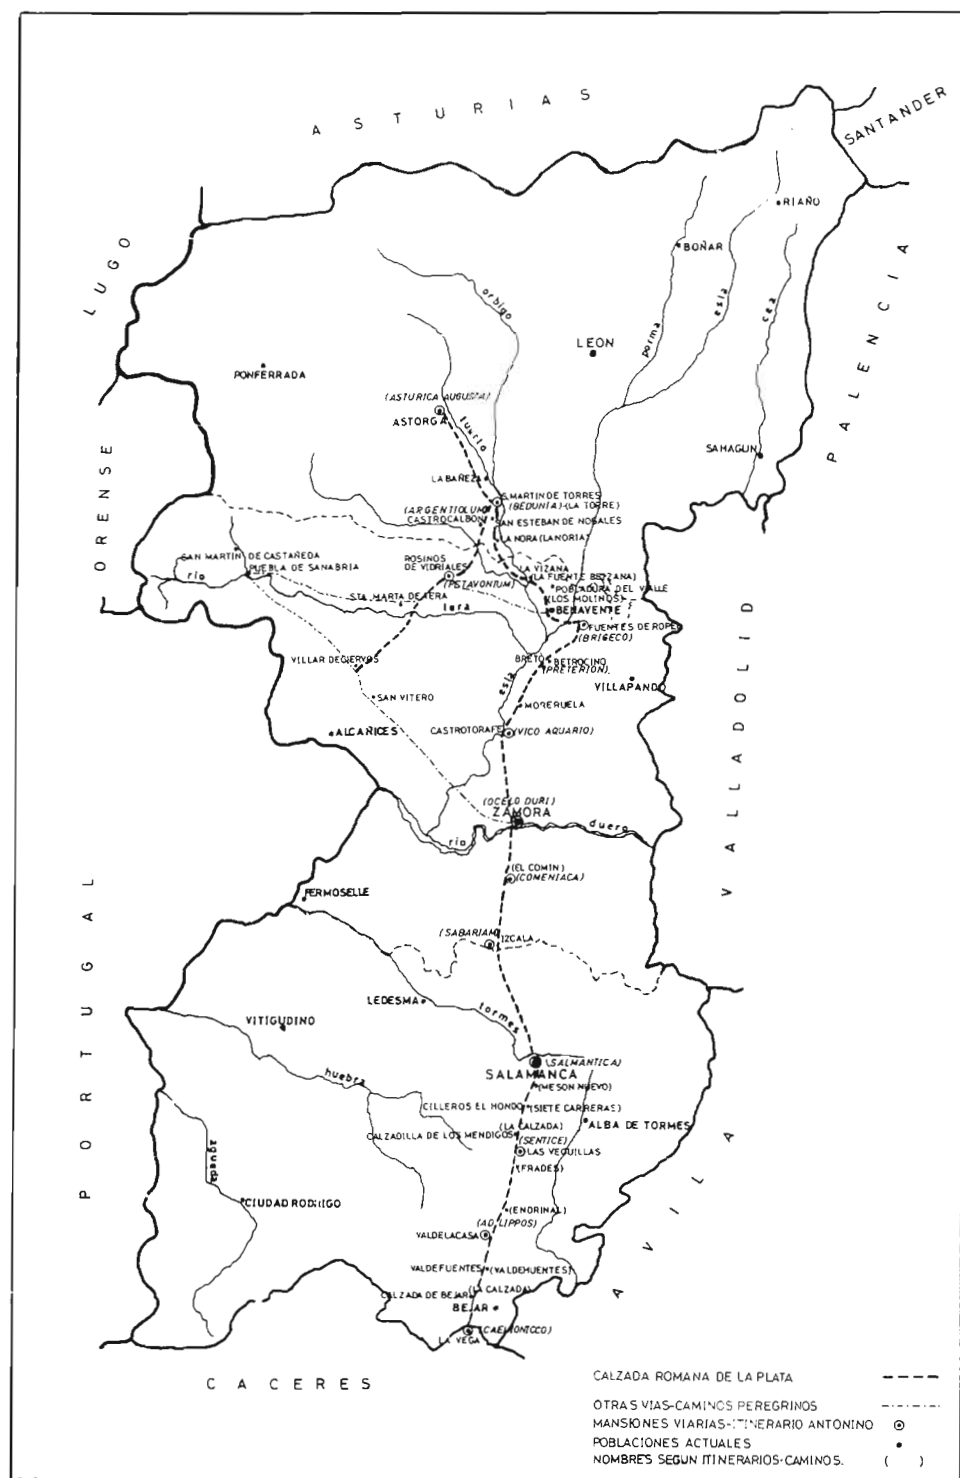 ASTURIAS
SANTANDER
LUGO
PALENCIA
ORENSE
VALLADOLID
PORTUGAL
AVILA
CACERES
RIAÑO
BOÑAR
orbigo
porma
esla
cea
LEON
PONFERRADA
(ASTURICA AUGUSTA)
ASTORGA
tuerto
SAHAGUN
LA BAÑEZA
S. MARTIN DE TORRES
(BEDUNIA)-(LA TORRE)
(ARGENTIOLUM)
CASTROCALBON
SAN ESTEBAN DE NOGALES
LA NORA (LANORIA)
SAN MARTIN DE CASTAÑEDA
PUEBLA DE SANABRIA
río
ROSINOS
DE VIDRIALES
(PETAVONIUM)
LA VIZANA
(LA FUENTE BEZZANA)
POBLADURA DEL VALLE
(LOS MOLINOS)
BENAVENTE
STA. MARTA DE TERA
tera
FUENTES DE ROPEL
(BRIGECO)
VILLAR DE CIERVOS
BRETO
BETROCINO
(PRETERION)
VILLAPANDO
esla
SAN VITERO
MORERUELA
ALCAÑICES
CASTROTORAFE
(VICO AQUARIO)
(OCELO DURI)
ZAMORA
río
duero
(EL COMIN)
(COMENIACA)
FERMOSELLE
(SABARIAM)
IZCALA
LEDESMA
tormes
VITIGUDINO
(SALMANTICA)
SALAMANCA
huebra
(MESON NUEVO)
CILLEROS EL HONDO
(SIETE CARRERAS)
(LA CALZADA)
ALBA DE TORMES
CALZADILLA DE LOS MENDIGOS
(SENTICE)
LAS VEGUILLAS
(FRADES)
agueda
CIUDAD RODRIGO
(ENDRINAL)
(AD LIPPOS)
VALDELACASA
VALDEFUENTES
(VALDEHUENTES)
(LA CALZADA)
CALZADA DE BEJAR
BEJAR
(CAELIONICCO)
LA VEGA
CALZADA ROMANA DE LA PLATA
OTRAS VIAS-CAMINOS PEREGRINOS
MANSIONES VIARIAS-ITINERARIO ANTONINO
POBLACIONES ACTUALES
NOMBRES SEGUN ITINERARIOS-CAMINOS. ( )